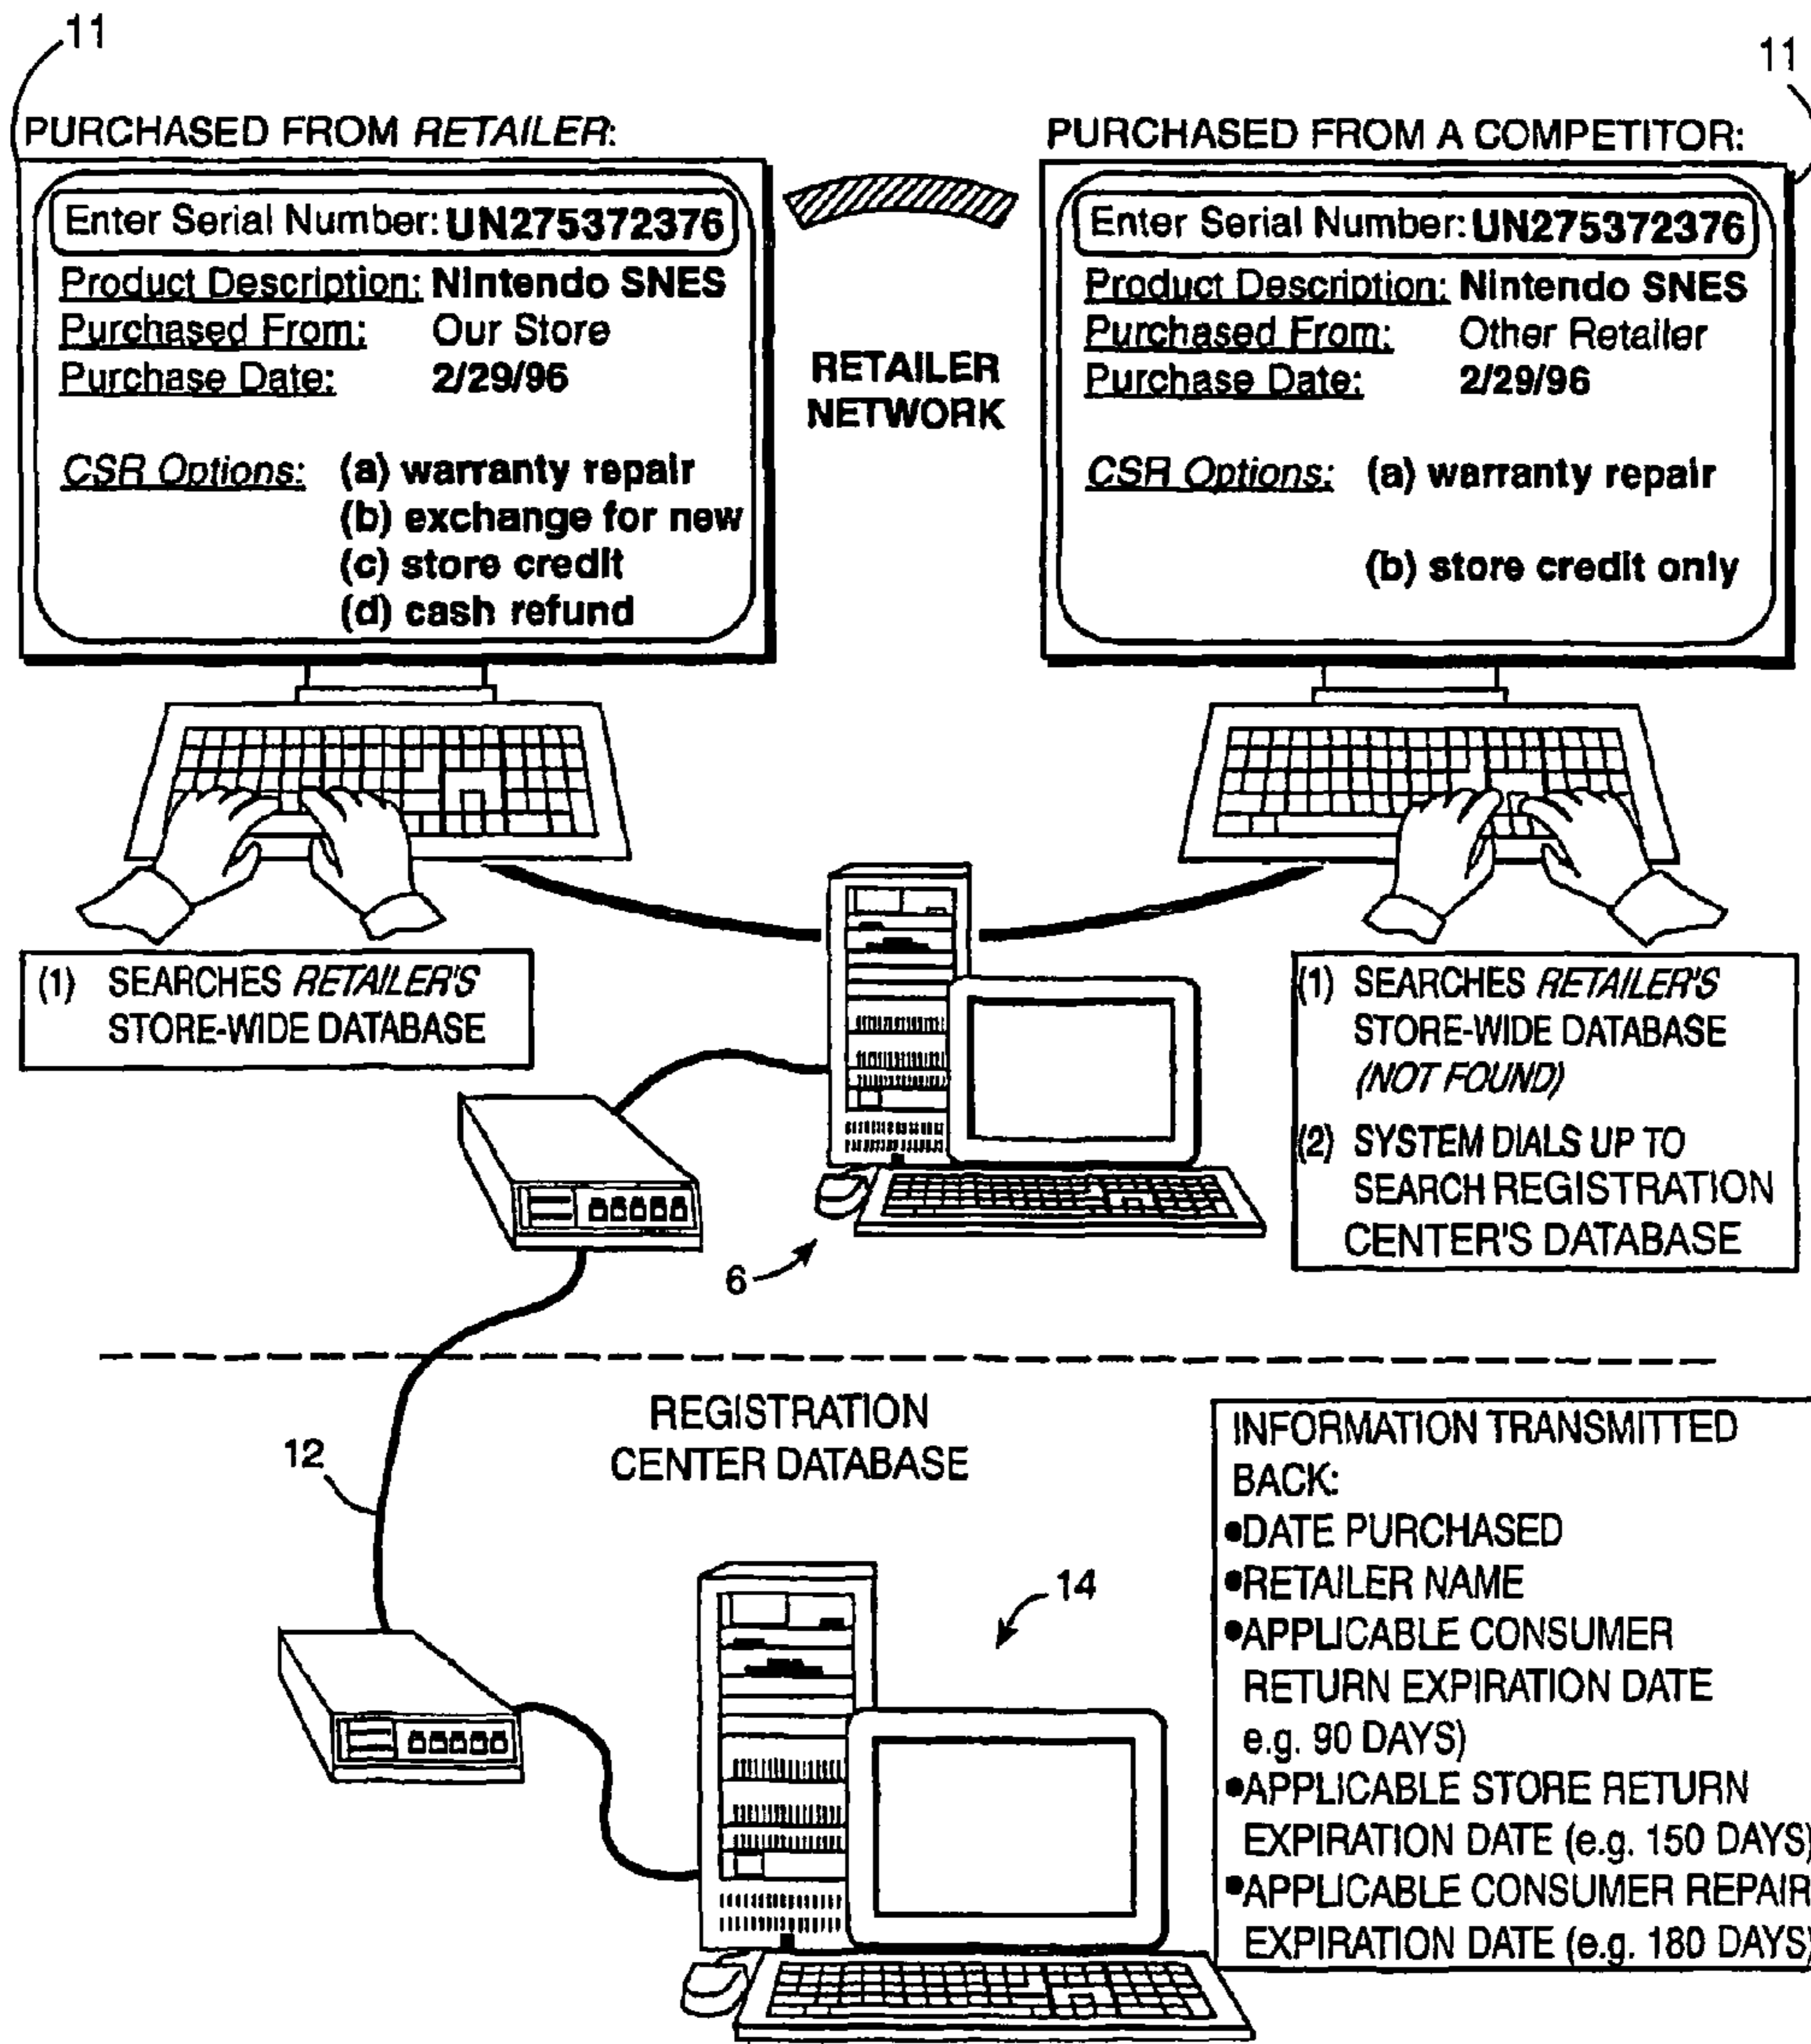 11
11
PURCHASED FROM RETAILER:
Enter Serial Number: UN275372376
Product Description: Nintendo SNES
Purchased From: Our Store
Purchase Date: 2/29/96
CSR Options: (a) warranty repair
(b) exchange for new
(c) store credit
(d) cash refund
RETAILER
NETWORK
PURCHASED FROM A COMPETITOR:
Enter Serial Number: UN275372376
Product Description: Nintendo SNES
Purchased From: Other Retailer
Purchase Date: 2/29/96
CSR Options: (a) warranty repair
(b) store credit only
(1) SEARCHES RETAILER'S
STORE-WIDE DATABASE
(1) SEARCHES RETAILER'S
STORE-WIDE DATABASE
(NOT FOUND)
(2) SYSTEM DIALS UP TO
SEARCH REGISTRATION
CENTER'S DATABASE
6
REGISTRATION
CENTER DATABASE
12
14
INFORMATION TRANSMITTED
BACK:
●DATE PURCHASED
●RETAILER NAME
●APPLICABLE CONSUMER
RETURN EXPIRATION DATE
e.g. 90 DAYS)
●APPLICABLE STORE RETURN
EXPIRATION DATE (e.g. 150 DAYS)
●APPLICABLE CONSUMER REPAIR
EXPIRATION DATE (e.g. 180 DAYS)